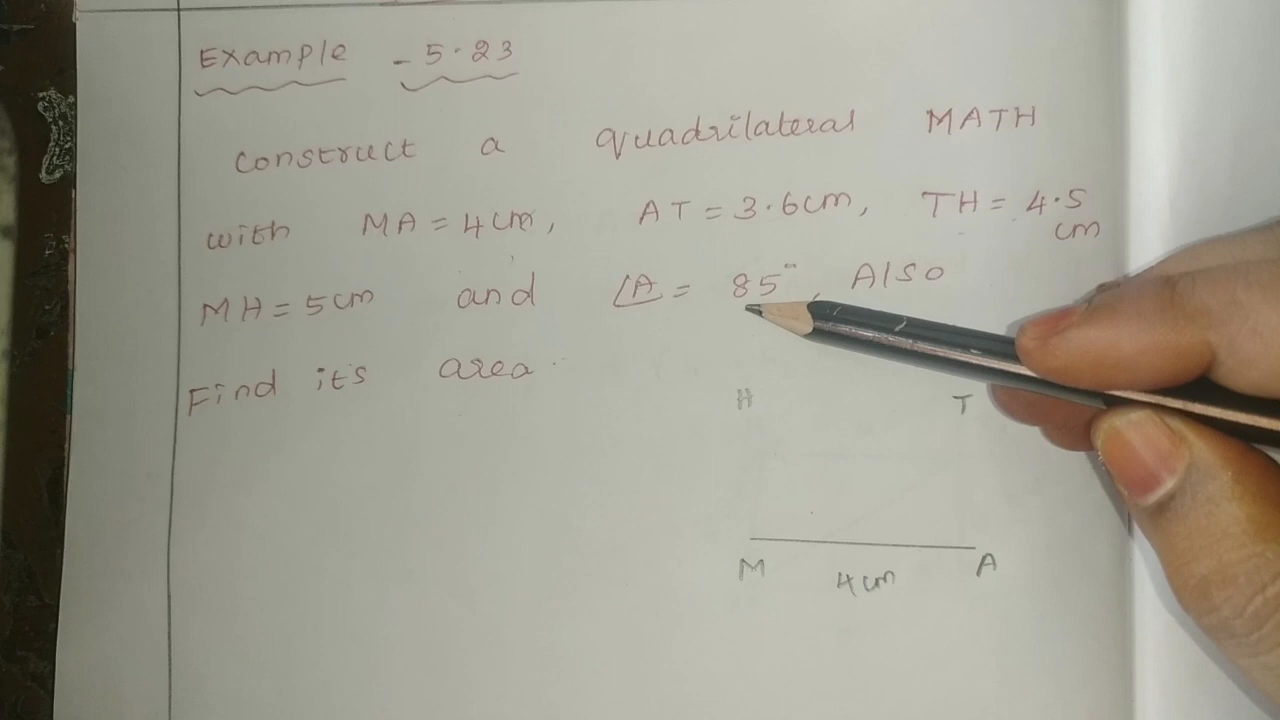 Example - 5.23
Construct a quadrilateral MATH
with MA = 4cm, AT = 3.6cm, TH = 4.5 cm
MH = 5cm and ∠A = 85°, Also
Find its area.
H T
M A
4cm